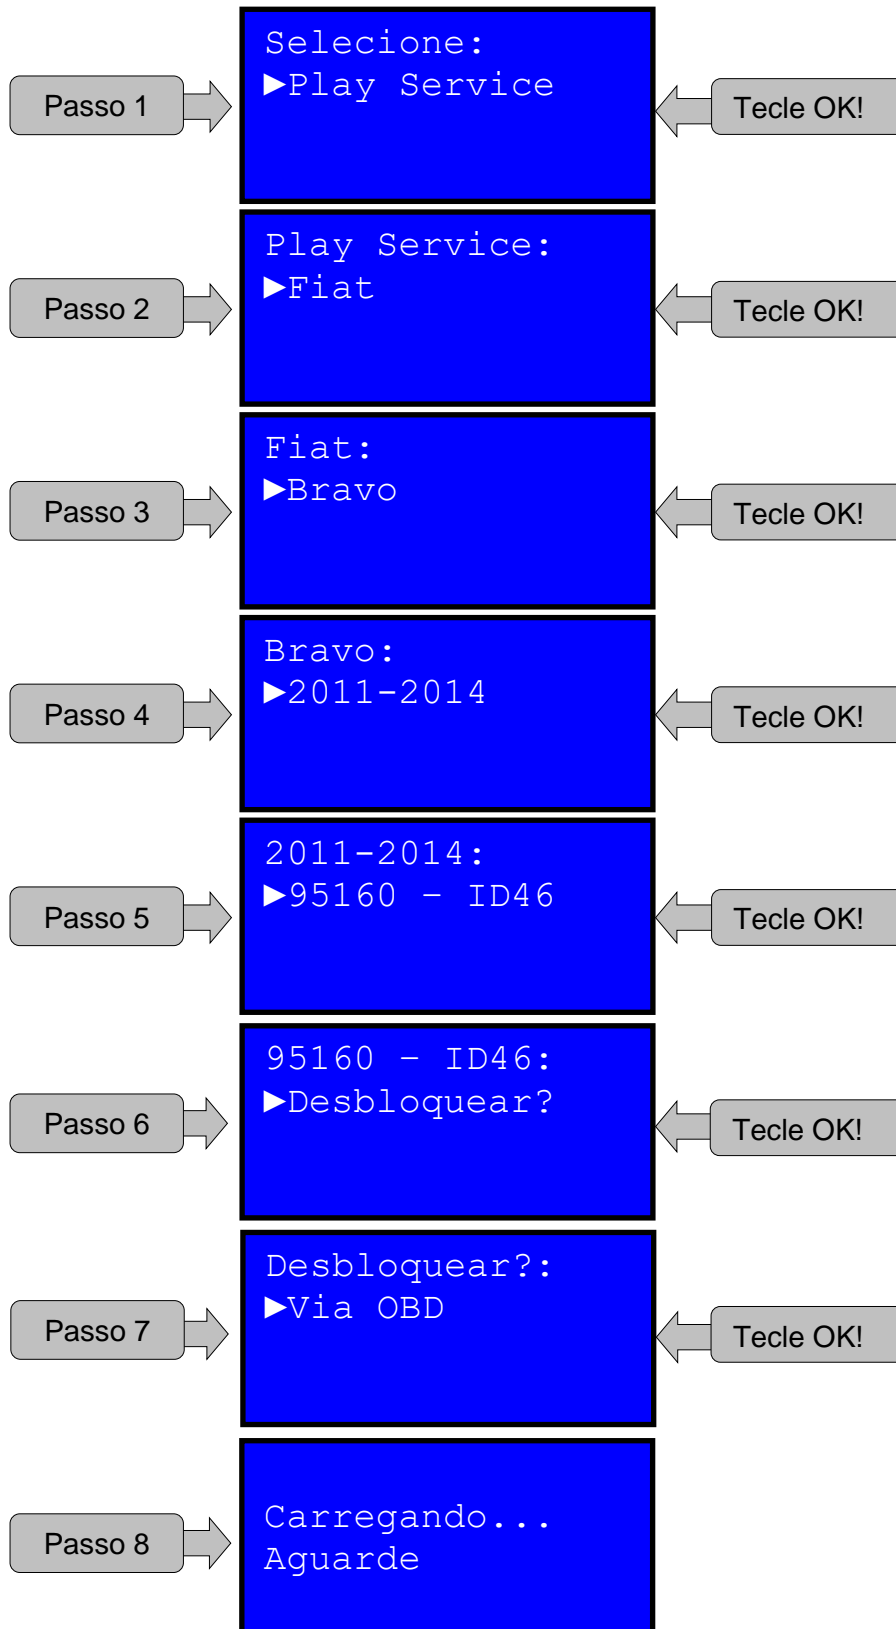 Passo 1
Selecione:
►Play Service
Tecle OK!
Passo 2
Play Service:
►Fiat
Tecle OK!
Passo 3
Fiat:
►Bravo
Tecle OK!
Passo 4
Bravo:
►2011-2014
Tecle OK!
Passo 5
2011-2014:
►95160 – ID46
Tecle OK!
Passo 6
95160 – ID46:
►Desbloquear?
Tecle OK!
Passo 7
Desbloquear?:
►Via OBD
Tecle OK!
Passo 8
Carregando...
Aguarde